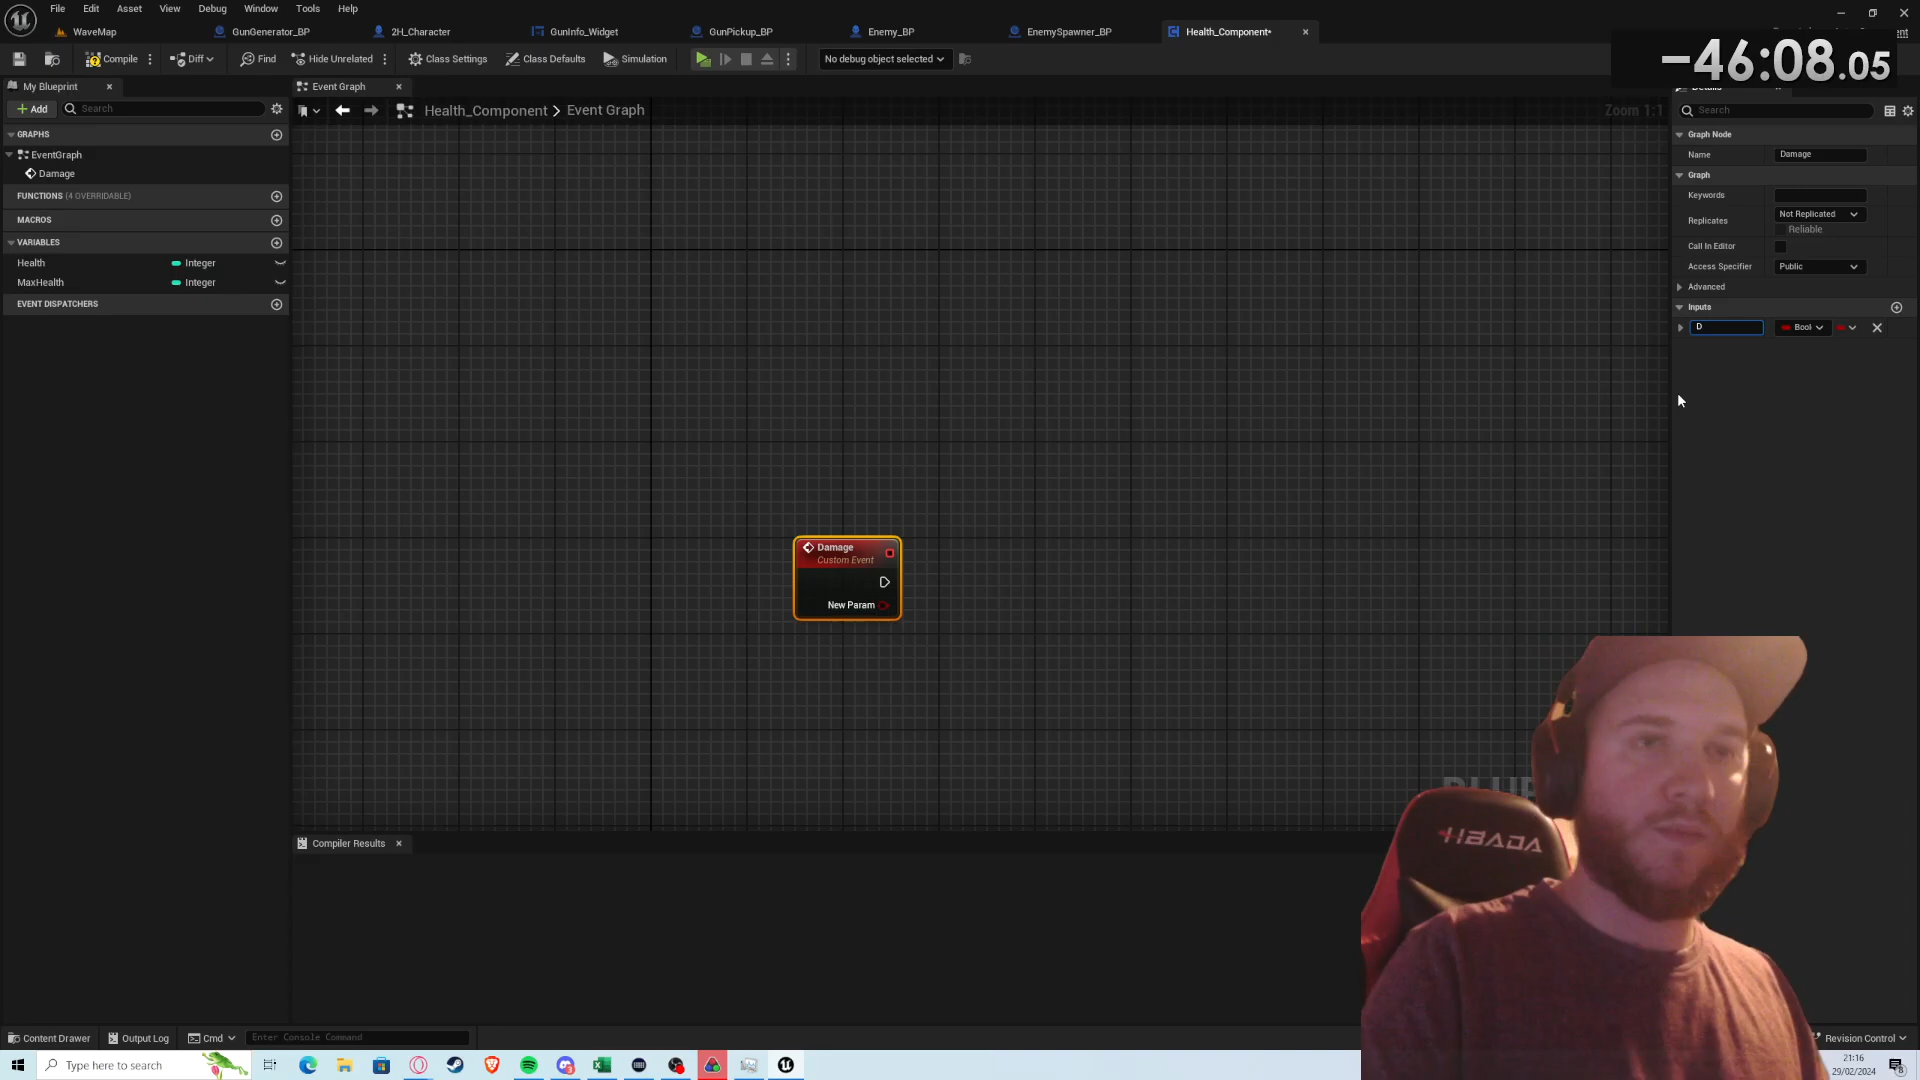 File Edit Asset View Debug Window Tools Help
WaveMap GunGenerator_BP 2H_Character GunInfo_Widget GunPickup_BP Enemy_BP EnemySpawner_BP Health_Component*
Compile Diff Find Hide Unrelated Class Settings Class Defaults Simulation No debug object selected
-46:08.05
My Blueprint Event Graph
Add Search Health_Component > Event Graph Zoom 1:1 Search
GRAPHS
EventGraph
Damage
FUNCTIONS (4 OVERRIDABLE)
MACROS
VARIABLES
Health Integer
MaxHealth Integer
EVENT DISPATCHERS
Graph Node
Name Damage
Graph
Keywords
Replicates Not Replicated
Reliable
Call In Editor
Access Specifier Public
Advanced
Inputs
D Bool
Damage
Custom Event
New Param
HBADA
Compiler Results
Content Drawer Output Log Cmd Enter Console Command Revision Control
Type here to search
21:16
29/02/2024